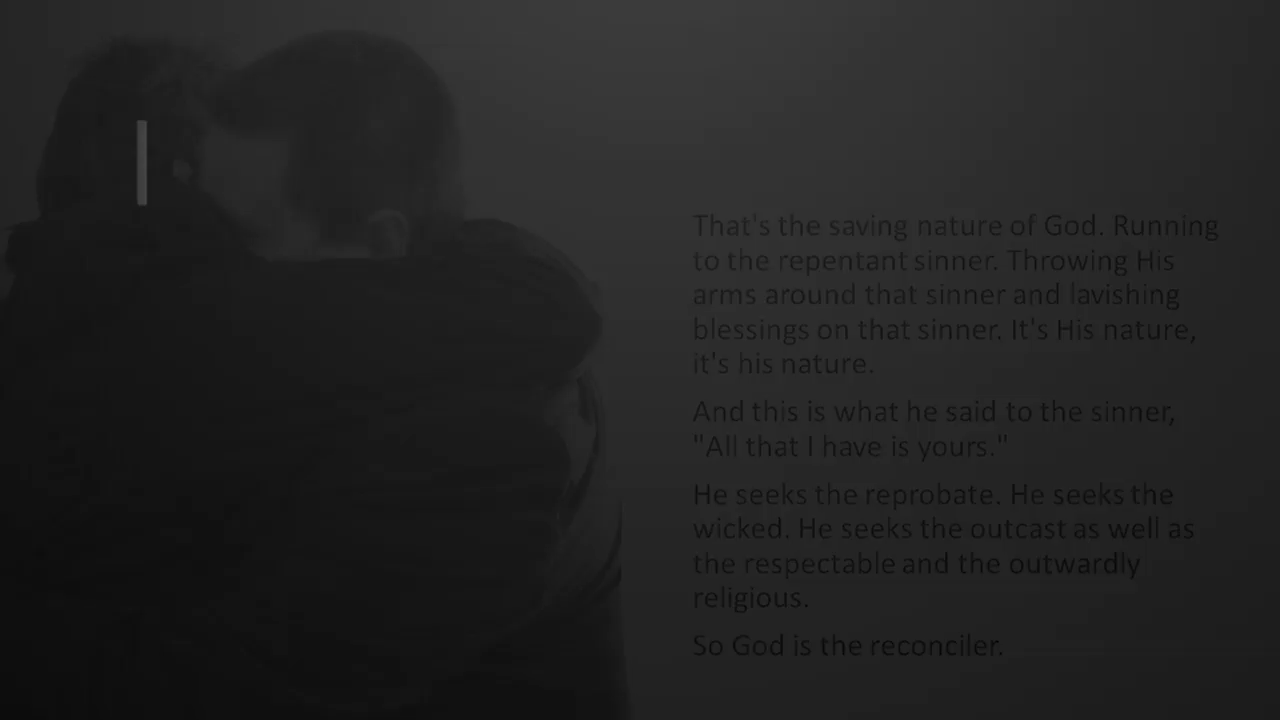 That's the saving nature of God. Running
to the repentant sinner. Throwing His
arms around that sinner and lavishing
blessings on that sinner. It's His nature,
it's his nature.
And this is what he said to the sinner,
"All that I have is yours."
He seeks the reprobate. He seeks the
wicked. He seeks the outcast as well as
the respectable and the outwardly
religious.
So God is the reconciler.